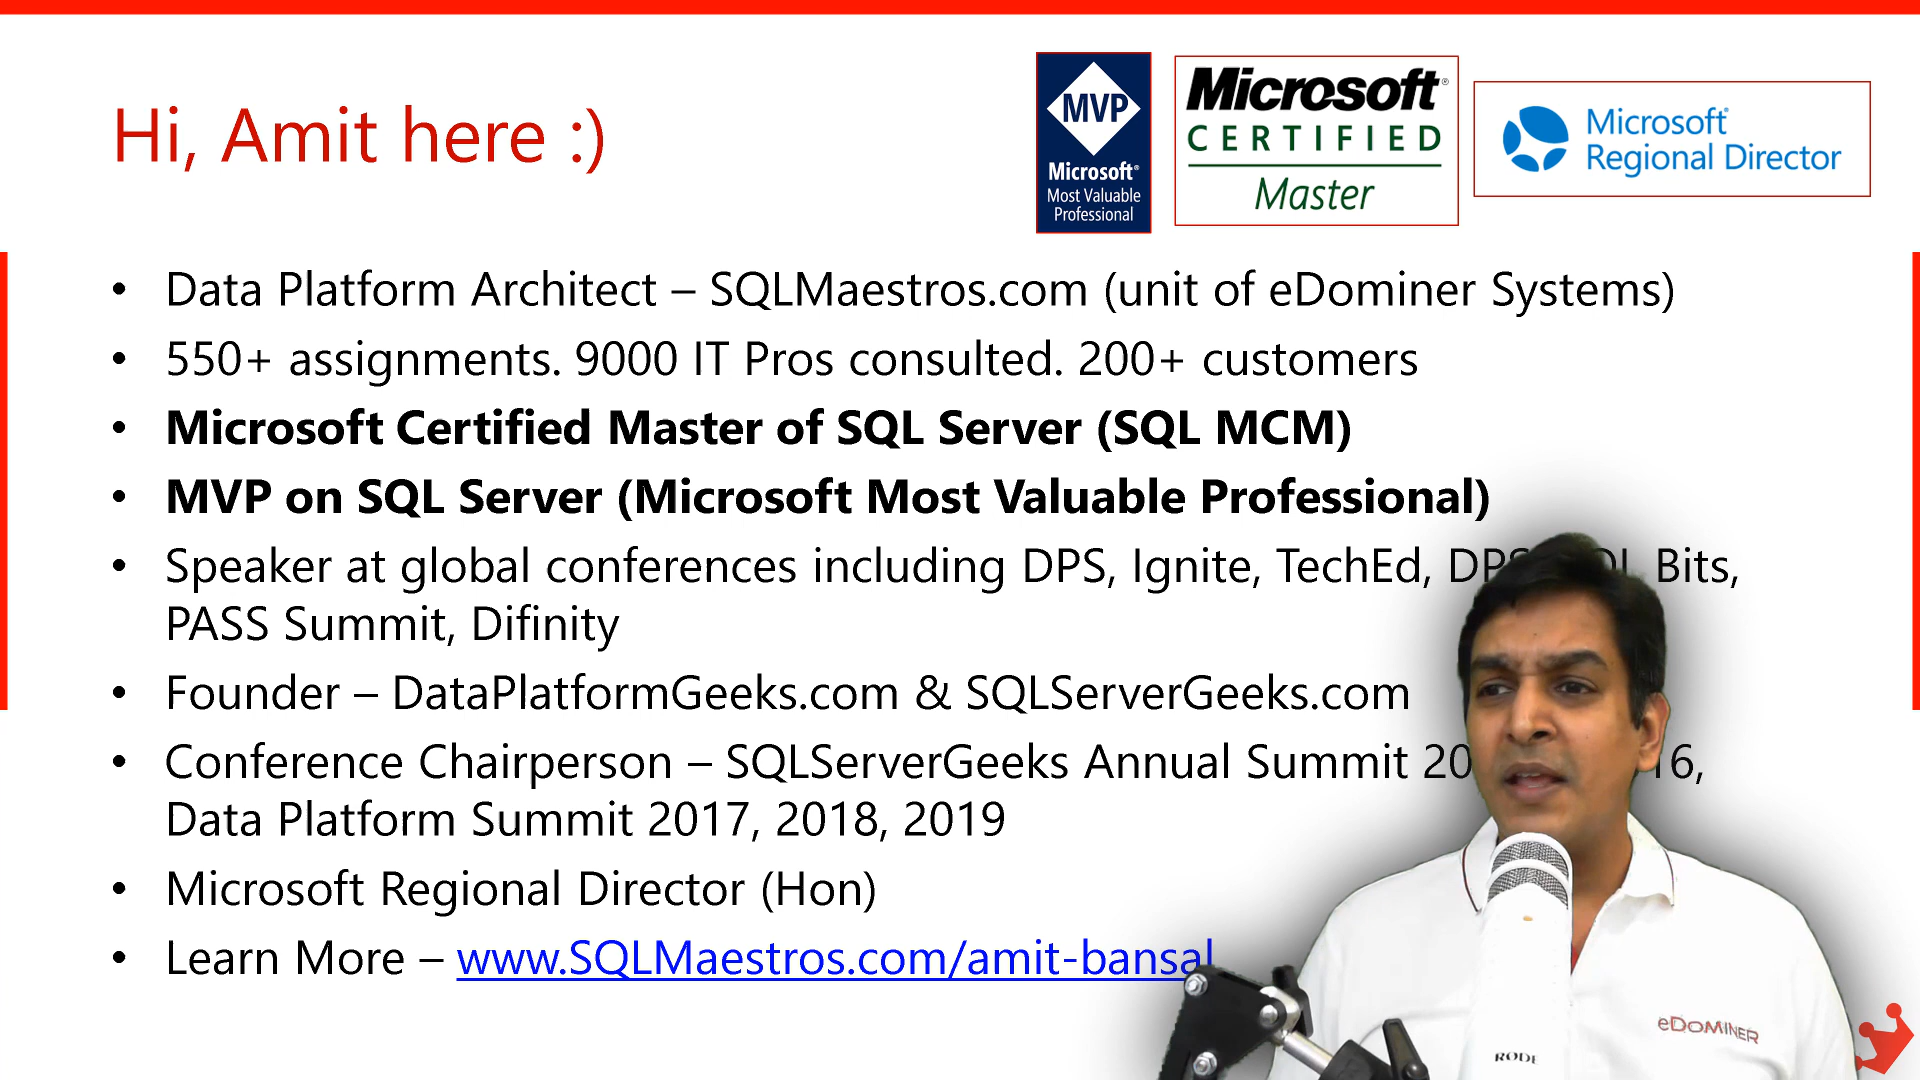 Hi, Amit here :)
MVP
Microsoft®
Most Valuable
Professional
Microsoft®
CERTIFIED
Master
Microsoft®
Regional Director
• Data Platform Architect – SQLMaestros.com (unit of eDominer Systems)
• 550+ assignments. 9000 IT Pros consulted. 200+ customers
• Microsoft Certified Master of SQL Server (SQL MCM)
• MVP on SQL Server (Microsoft Most Valuable Professional)
• Speaker at global conferences including DPS, Ignite, TechEd, Bits,
PASS Summit, Difinity
• Founder – DataPlatformGeeks.com & SQLServerGeeks.com
• Conference Chairperson – SQLServerGeeks Annual Summit
Data Platform Summit 2017, 2018, 2019
• Microsoft Regional Director (Hon)
• Learn More – www.SQLMaestros.com/amit-bansal
eDOMINER
RODE